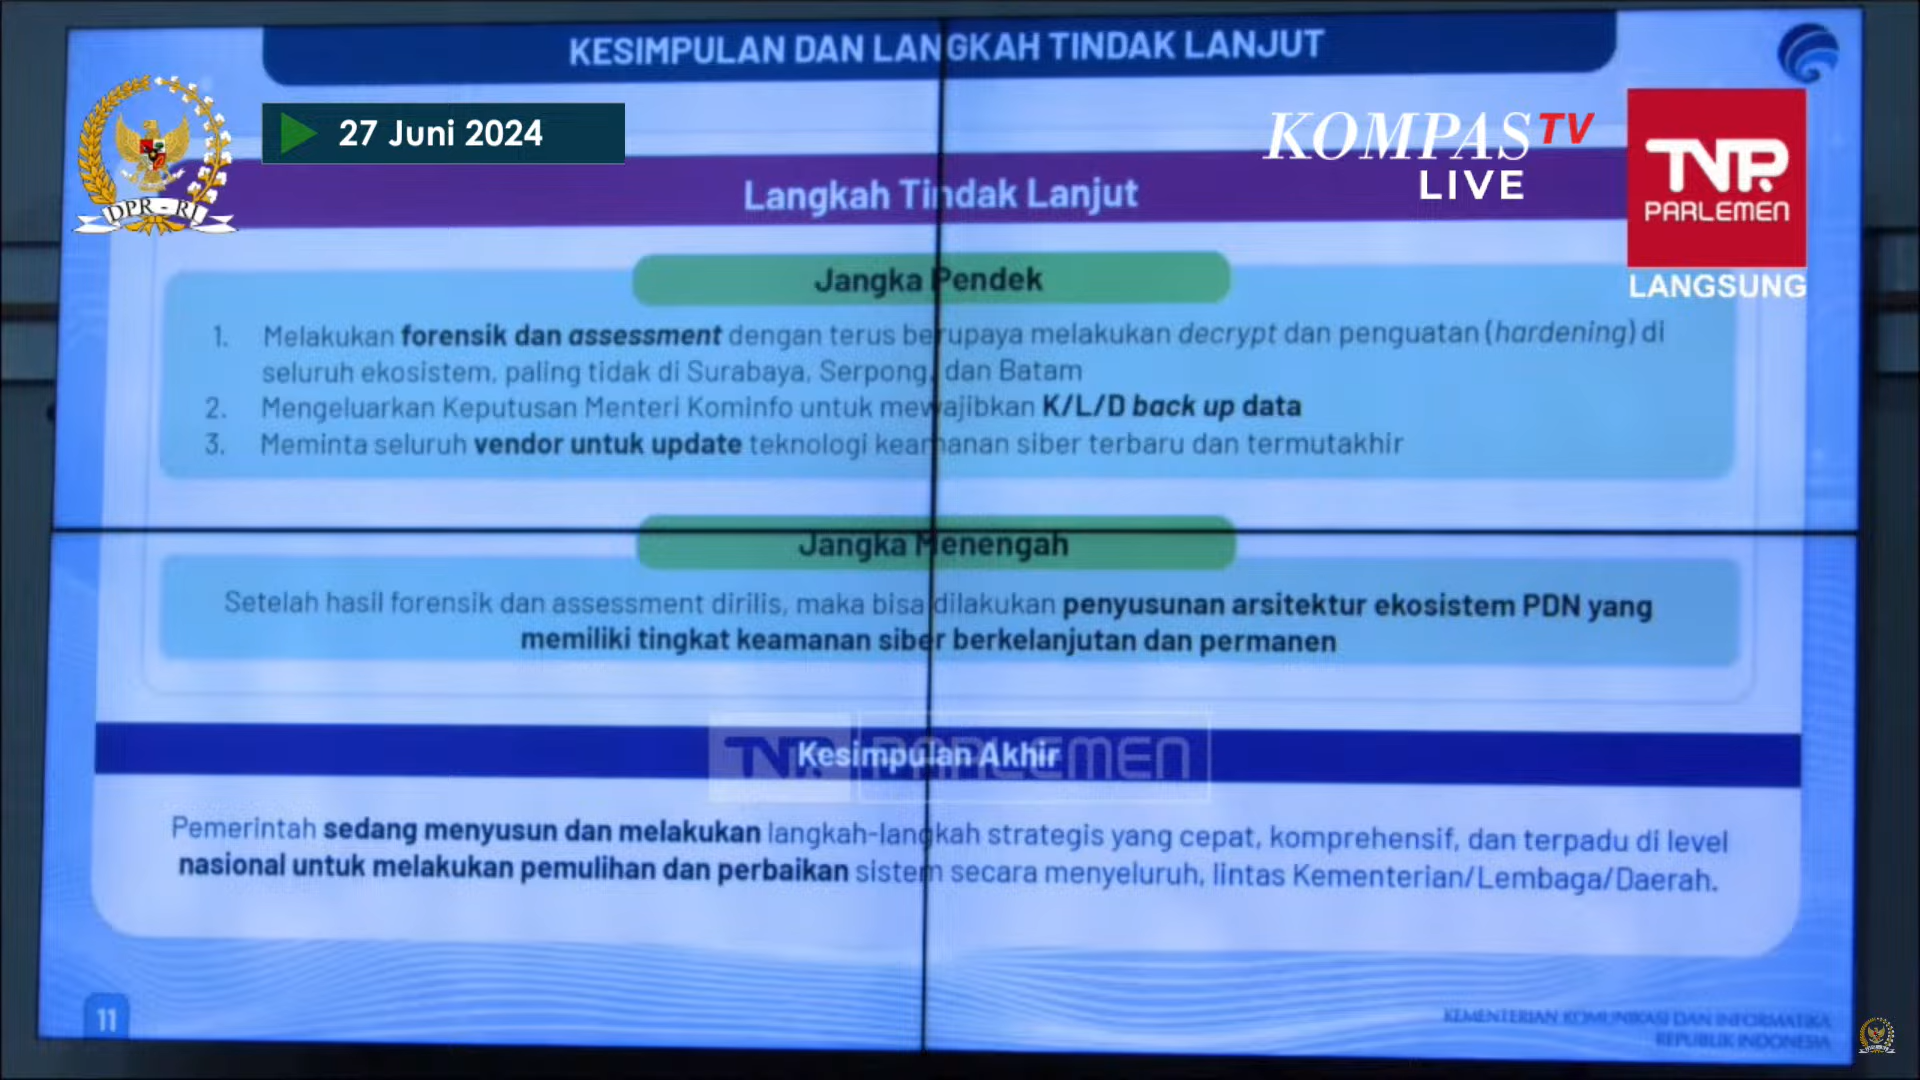 KESIMPULAN DAN LANGKAH TINDAK LANJUT
DPR-RI
27 Juni 2024
KOMPAS TV
LIVE
TVP
PARLEMEN
LANGSUNG
Langkah Tindak Lanjut
Jangka Pendek
1. Melakukan forensik dan assessment dengan terus berupaya melakukan decrypt dan penguatan (hardening) di
seluruh ekosistem, paling tidak di Surabaya, Serpong, dan Batam
2. Mengeluarkan Keputusan Menteri Kominfo untuk mewajibkan K/L/D back up data
3. Meminta seluruh vendor untuk update teknologi keamanan siber terbaru dan termutakhir
Jangka Menengah
Setelah hasil forensik dan assessment dirilis, maka bisa dilakukan penyusunan arsitektur ekosistem PDN yang
memiliki tingkat keamanan siber berkelanjutan dan permanen
TVP PARLEMEN
Kesimpulan Akhir
Pemerintah sedang menyusun dan melakukan langkah-langkah strategis yang cepat, komprehensif, dan terpadu di level
nasional untuk melakukan pemulihan dan perbaikan sistem secara menyeluruh, lintas Kementerian/Lembaga/Daerah.
11
KEMENTERIAN KOMUNIKASI DAN INFORMATIKA
REPUBLIK INDONESIA